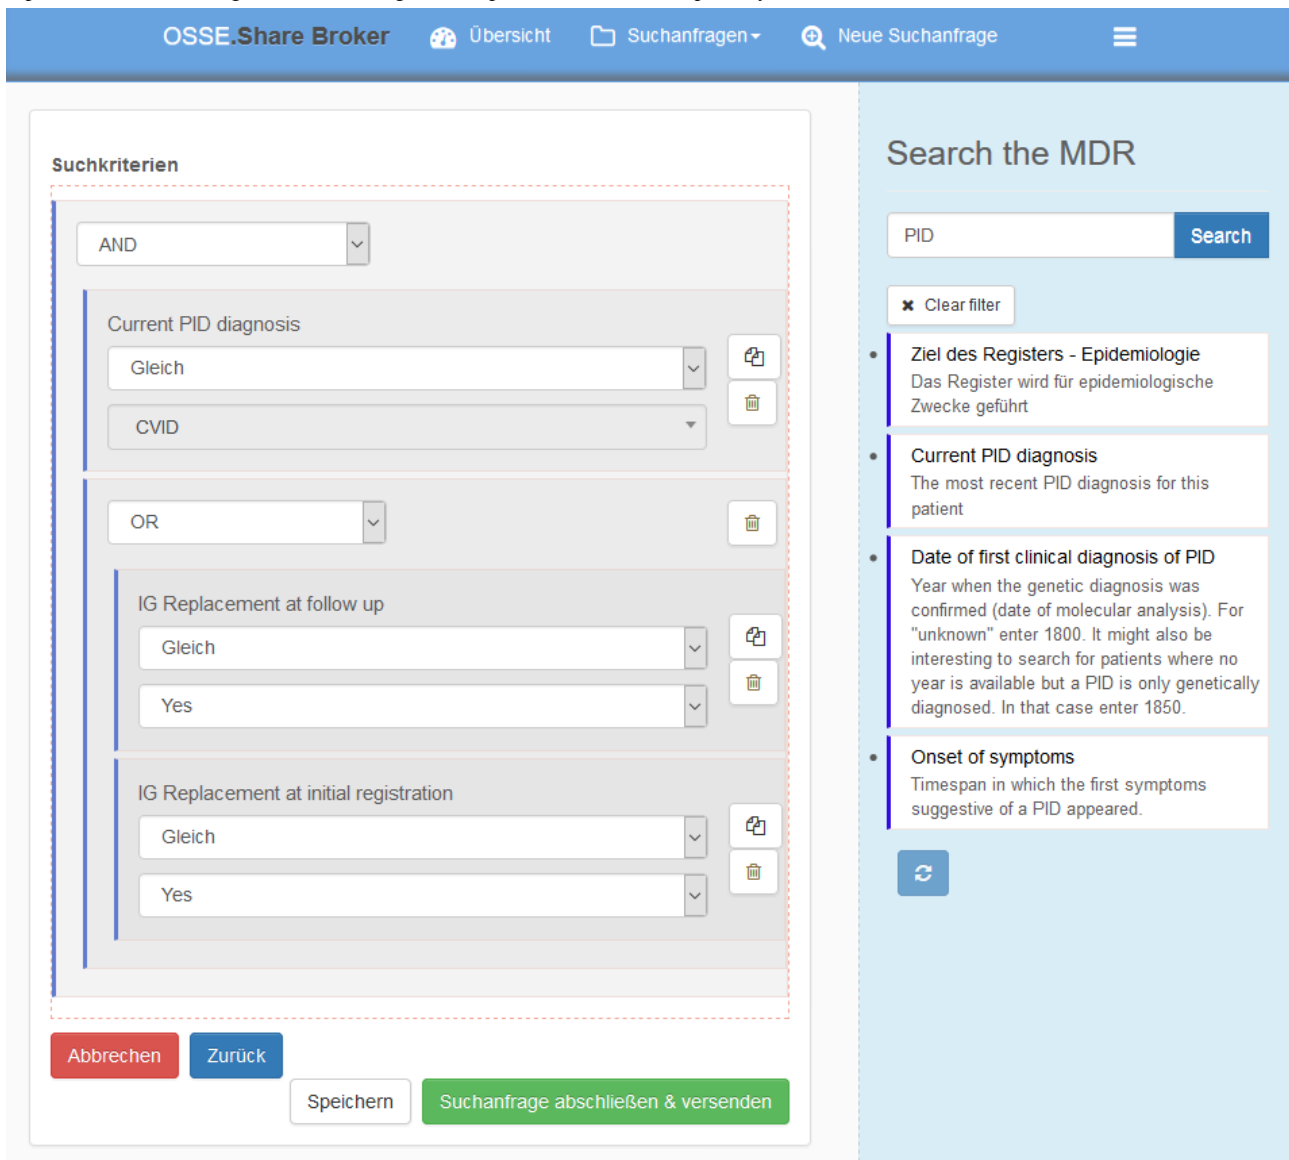 OSSE.Share Broker Übersicht Suchanfragen Neue Suchanfrage
Suchkriterien
AND
Current PID diagnosis
Gleich
CVID
OR
IG Replacement at follow up
Gleich
Yes
IG Replacement at initial registration
Gleich
Yes
Abbrechen Zurück
Speichern Suchanfrage abschließen & versenden
Search the MDR
PID Search
Clear filter
Ziel des Registers - Epidemiologie
Das Register wird für epidemiologische
Zwecke geführt
Current PID diagnosis
The most recent PID diagnosis for this
patient
Date of first clinical diagnosis of PID
Year when the genetic diagnosis was
confirmed (date of molecular analysis). For
"unknown" enter 1800. It might also be
interesting to search for patients where no
year is available but a PID is only genetically
diagnosed. In that case enter 1850.
Onset of symptoms
Timespan in which the first symptoms
suggestive of a PID appeared.